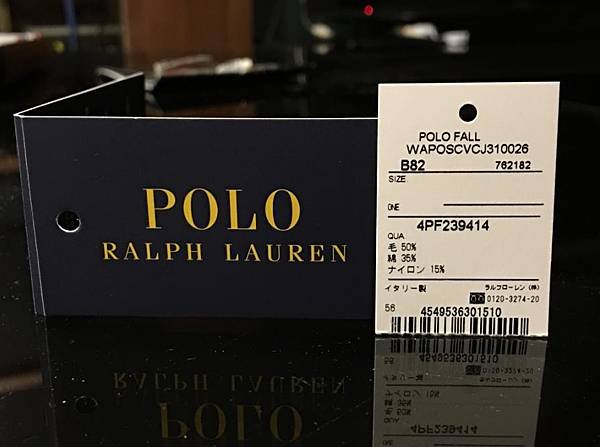 POLO
RALPH LAUREN
POLO FALL
WAPOSCVCJ310026
B82 762182
SIZE
ONE
4PF239414
QUA
毛 50%
綿 35%
ナイロン 15%
イタリー製 ラルフローレン(株)
0120-3274-20
56 4549536301510